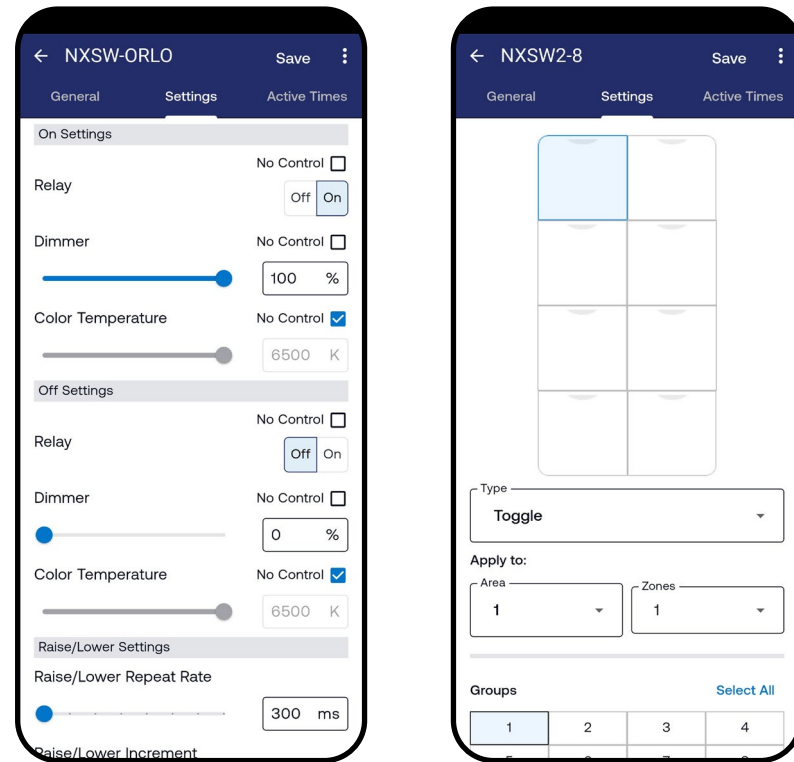 NXSW-ORLO Save
General Settings Active Times
On Settings
No Control
Relay
Off On
Dimmer No Control
100 %
Color Temperature No Control
6500 K
Off Settings
No Control
Relay
Off On
Dimmer No Control
0 %
Color Temperature No Control
6500 K
Raise/Lower Settings
Raise/Lower Repeat Rate
300 ms
Raise/Lower Increment
NXSW2-8 Save
General Settings Active Times
Type
Toggle
Apply to:
Area Zones
1 1
Groups Select All
1 2 3 4